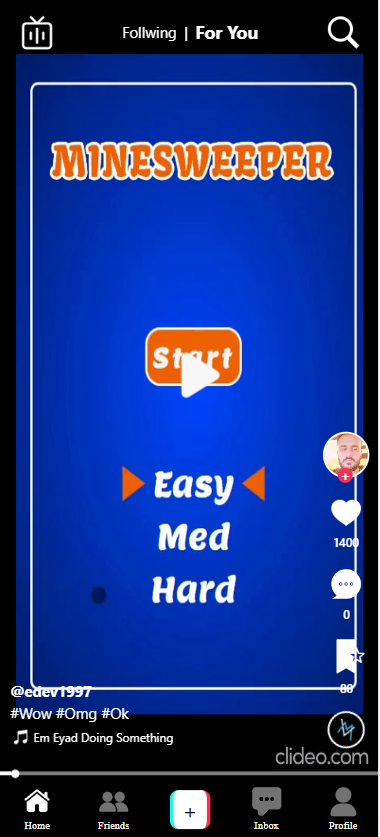 Follwing | For You
MINESWEEPER
Start
Easy
Med
Hard
1400
0
80
@edev1997
#Wow #Omg #Ok
Em Eyad Doing Something
clideo.com
Home Friends + Inbox Profile